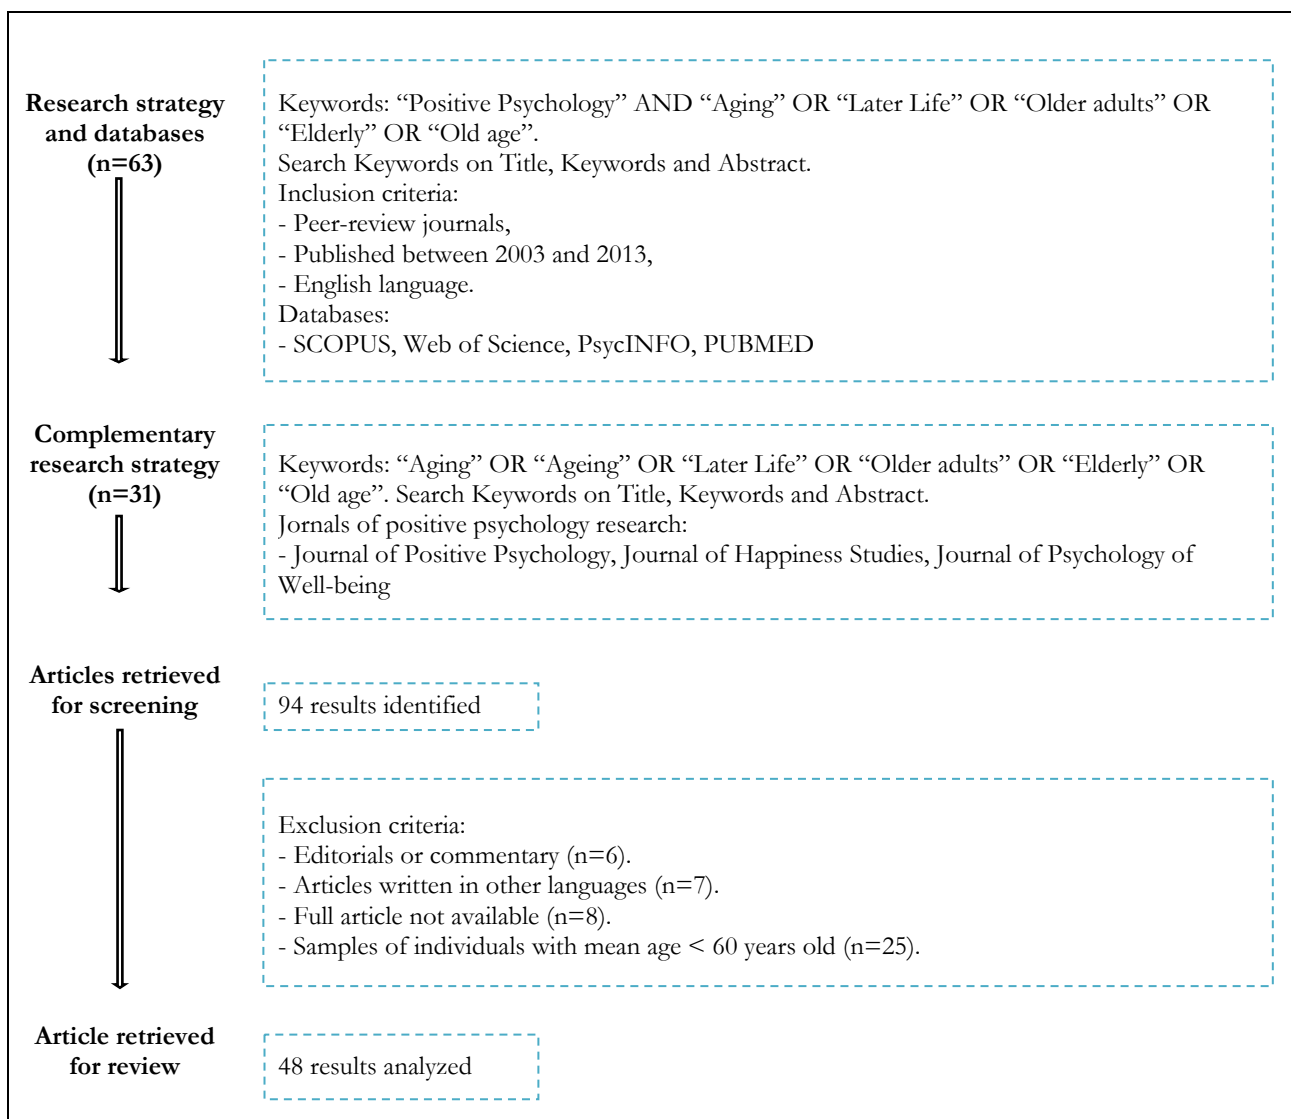 Research strategy
and databases
(n=63)
Keywords: “Positive Psychology” AND “Aging” OR “Later Life” OR “Older adults” OR
“Elderly” OR “Old age”.
Search Keywords on Title, Keywords and Abstract.
Inclusion criteria:
- Peer-review journals,
- Published between 2003 and 2013,
- English language.
Databases:
- SCOPUS, Web of Science, PsycINFO, PUBMED
Complementary
research strategy
(n=31)
Keywords: “Aging” OR “Ageing” OR “Later Life” OR “Older adults” OR “Elderly” OR
“Old age”. Search Keywords on Title, Keywords and Abstract.
Jornals of positive psychology research:
- Journal of Positive Psychology, Journal of Happiness Studies, Journal of Psychology of
Well-being
Articles retrieved
for screening
94 results identified
Exclusion criteria:
- Editorials or commentary (n=6).
- Articles written in other languages (n=7).
- Full article not available (n=8).
- Samples of individuals with mean age < 60 years old (n=25).
Article retrieved
for review
48 results analyzed